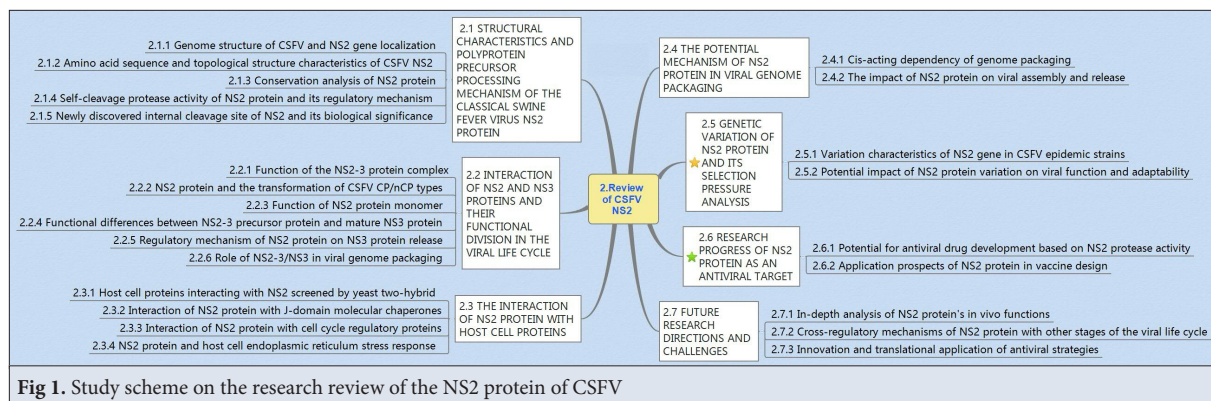 2.Review
of CSFV
NS2
2.1 STRUCTURAL
CHARACTERISTICS AND
POLYPROTEIN
PRECURSOR
PROCESSING
MECHANISM OF THE
CLASSICAL SWINE
FEVER VIRUS NS2
PROTEIN
2.1.1 Genome structure of CSFV and NS2 gene localization
2.1.2 Amino acid sequence and topological structure characteristics of CSFV NS2
2.1.3 Conservation analysis of NS2 protein
2.1.4 Self-cleavage protease activity of NS2 protein and its regulatory mechanism
2.1.5 Newly discovered internal cleavage site of NS2 and its biological significance
2.2 INTERACTION
OF NS2 AND NS3
PROTEINS AND
THEIR
FUNCTIONAL
DIVISION IN THE
VIRAL LIFE CYCLE
2.2.1 Function of the NS2-3 protein complex
2.2.2 NS2 protein and the transformation of CSFV CP/nCP types
2.2.3 Function of NS2 protein monomer
2.2.4 Functional differences between NS2-3 precursor protein and mature NS3 protein
2.2.5 Regulatory mechanism of NS2 protein on NS3 protein release
2.2.6 Role of NS2-3/NS3 in viral genome packaging
2.3 THE INTERACTION
OF NS2 PROTEIN WITH
HOST CELL PROTEINS
2.3.1 Host cell proteins interacting with NS2 screened by yeast two-hybrid
2.3.2 Interaction of NS2 protein with J-domain molecular chaperones
2.3.3 Interaction of NS2 protein with cell cycle regulatory proteins
2.3.4 NS2 protein and host cell endoplasmic reticulum stress response
2.4 THE POTENTIAL
MECHANISM OF NS2
PROTEIN IN VIRAL GENOME
PACKAGING
2.4.1 Cis-acting dependency of genome packaging
2.4.2 The impact of NS2 protein on viral assembly and release
2.5 GENETIC
VARIATION OF
NS2 PROTEIN
AND ITS
SELECTION
PRESSURE
ANALYSIS
2.5.1 Variation characteristics of NS2 gene in CSFV epidemic strains
2.5.2 Potential impact of NS2 protein variation on viral function and adaptability
2.6 RESEARCH
PROGRESS OF NS2
PROTEIN AS AN
ANTIVIRAL TARGET
2.6.1 Potential for antiviral drug development based on NS2 protease activity
2.6.2 Application prospects of NS2 protein in vaccine design
2.7 FUTURE
RESEARCH
DIRECTIONS AND
CHALLENGES
2.7.1 In-depth analysis of NS2 protein's in vivo functions
2.7.2 Cross-regulatory mechanisms of NS2 protein with other stages of the viral life cycle
2.7.3 Innovation and translational application of antiviral strategies
Fig 1. Study scheme on the research review of the NS2 protein of CSFV